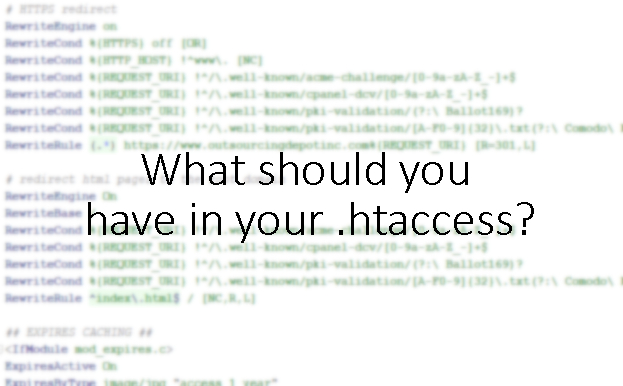 # HTTPS redirect
RewriteEngine on
RewriteCond %{HTTPS} off [OR]
RewriteCond %{HTTP_HOST} !^www\. [NC]
RewriteCond %{REQUEST_URI} !^/\.well-known/acme-challenge/[0-9a-zA-Z_-]+$
RewriteCond %{REQUEST_URI} !^/\.well-known/cpanel-dcv/[0-9a-zA-Z_-]+$
RewriteCond %{REQUEST_URI} !^/\.well-known/pki-validation/(?:\ Ballot169)?
RewriteCond %{REQUEST_URI} !^/\.well-known/pki-validation/[A-F0-9]{32}\.txt(?:\ Comodo\
RewriteRule (.*) https://www.outsourcingdepotinc.com%{REQUEST_URI} [R=301,L]
What should you
# redirect html
RewriteEngine On
have in your .htaccess?
RewriteBase
RewriteCond
RewriteCond %{REQUEST_URI} !^/\.well-known/cpanel-dcv/[0-9a-zA-Z_-]+$
RewriteCond %{REQUEST_URI} !^/\.well-known/pki-validation/(?:\ Ballot169)?
RewriteCond %{REQUEST_URI} !^/\.well-known/pki-validation/[A-F0-9]{32}\.txt(?:\ Comodo\
RewriteRule ^index\.html$ / [NC,R,L]
## EXPIRES CACHING ##
<IfModule mod_expires.c>
ExpiresActive On
ExpiresByType image/jpg "access 1 year"